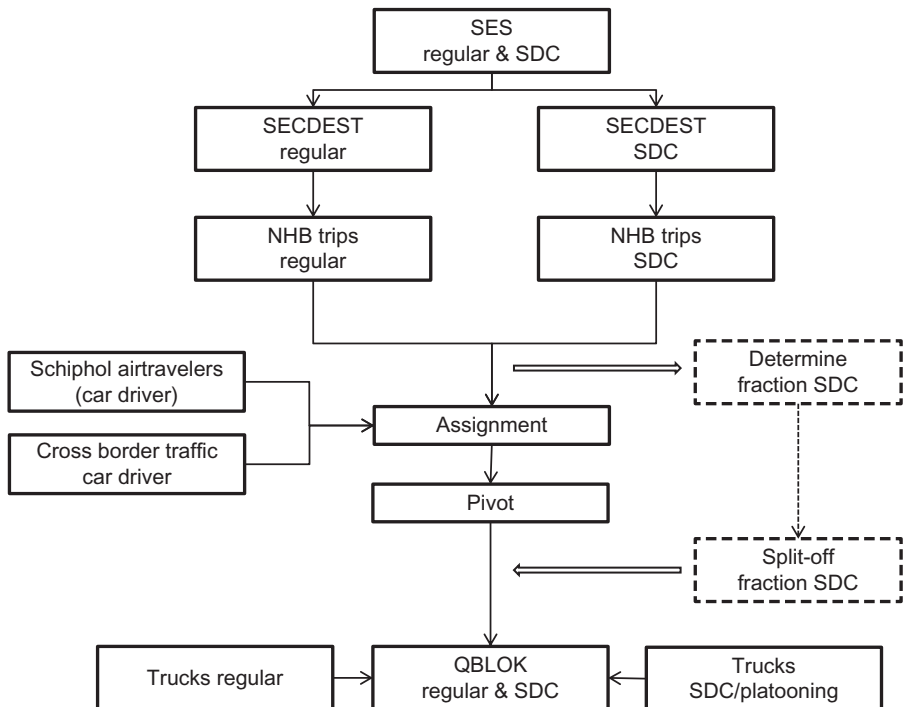 SES
regular & SDC
SECDEST
regular
SECDEST
SDC
NHB trips
regular
NHB trips
SDC
Schiphol airtravelers
(car driver)
Determine
fraction SDC
Assignment
Cross border traffic
car driver
Pivot
Split-off
fraction SDC
Trucks regular
QBLOK
regular & SDC
Trucks
SDC/platooning